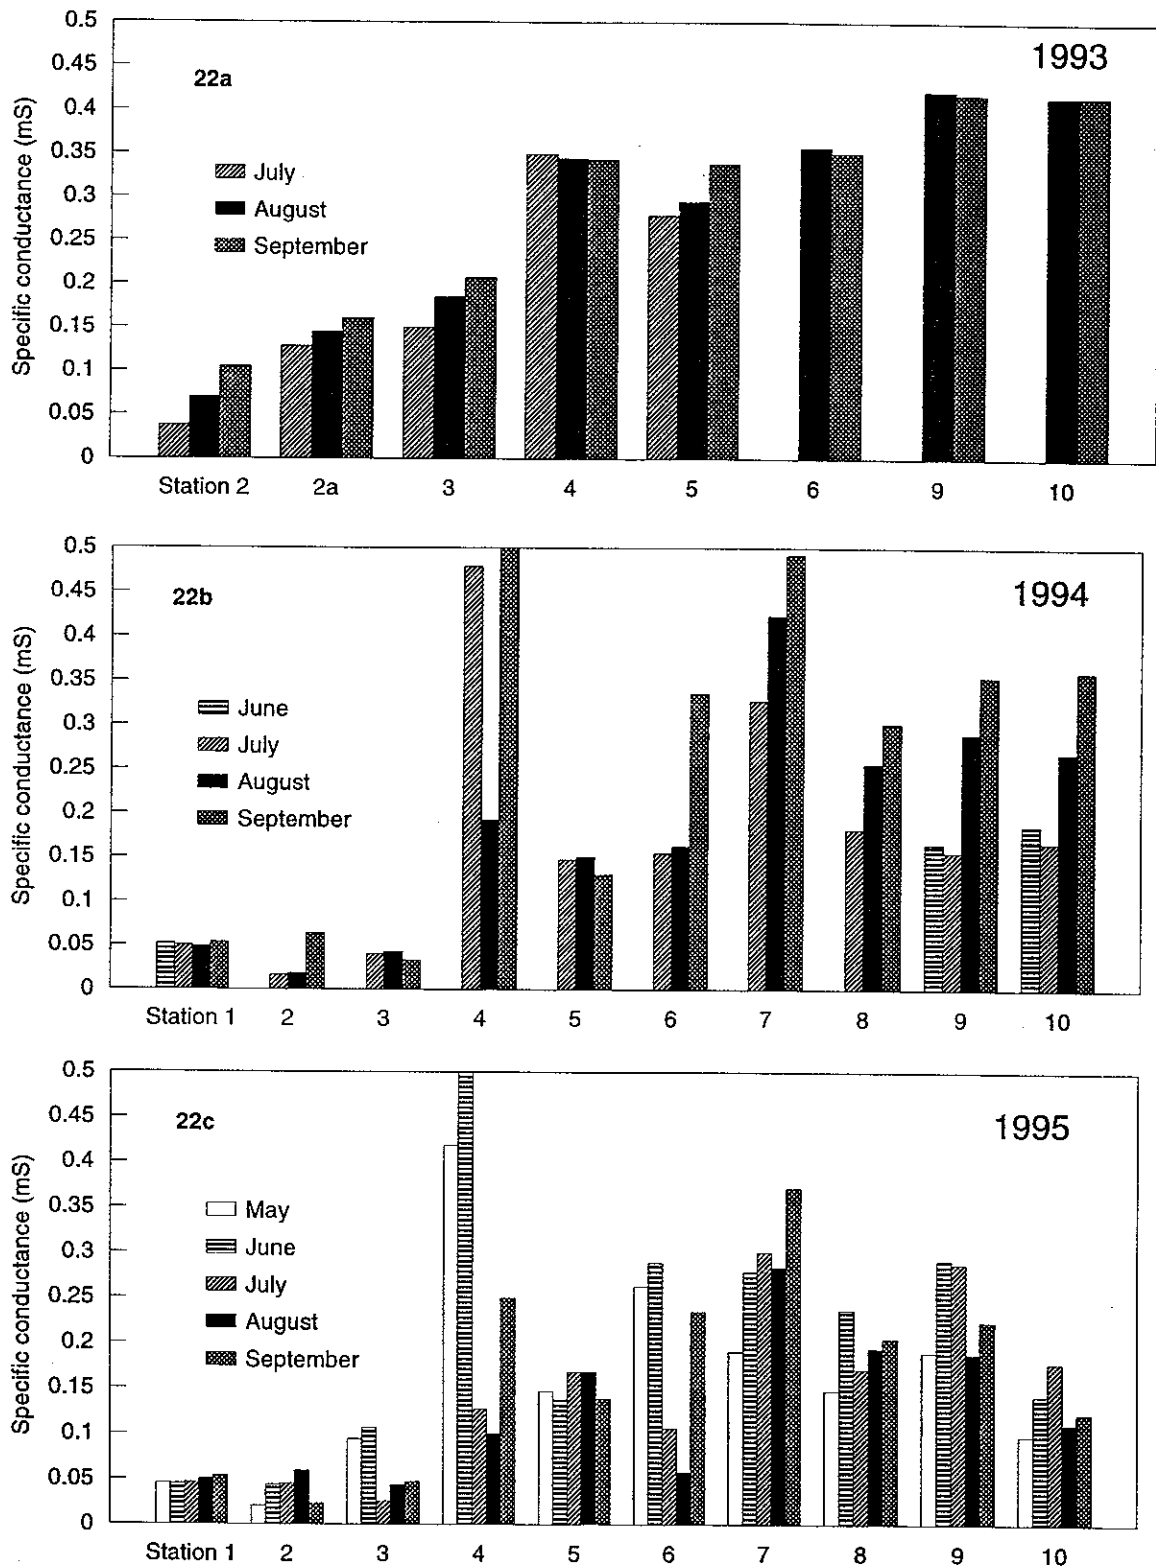 0.5
0.45
0.4
0.35
0.3
0.25
0.2
0.15
0.1
0.05
0
Specific conductance (mS)
22a
1993
July
August
September
Station 2 2a 3 4 5 6 9 10
0.5
0.45
0.4
0.35
0.3
0.25
0.2
0.15
0.1
0.05
0
Specific conductance (mS)
22b
1994
June
July
August
September
Station 1 2 3 4 5 6 7 8 9 10
0.5
0.45
0.4
0.35
0.3
0.25
0.2
0.15
0.1
0.05
0
Specific conductance (mS)
22c
1995
May
June
July
August
September
Station 1 2 3 4 5 6 7 8 9 10